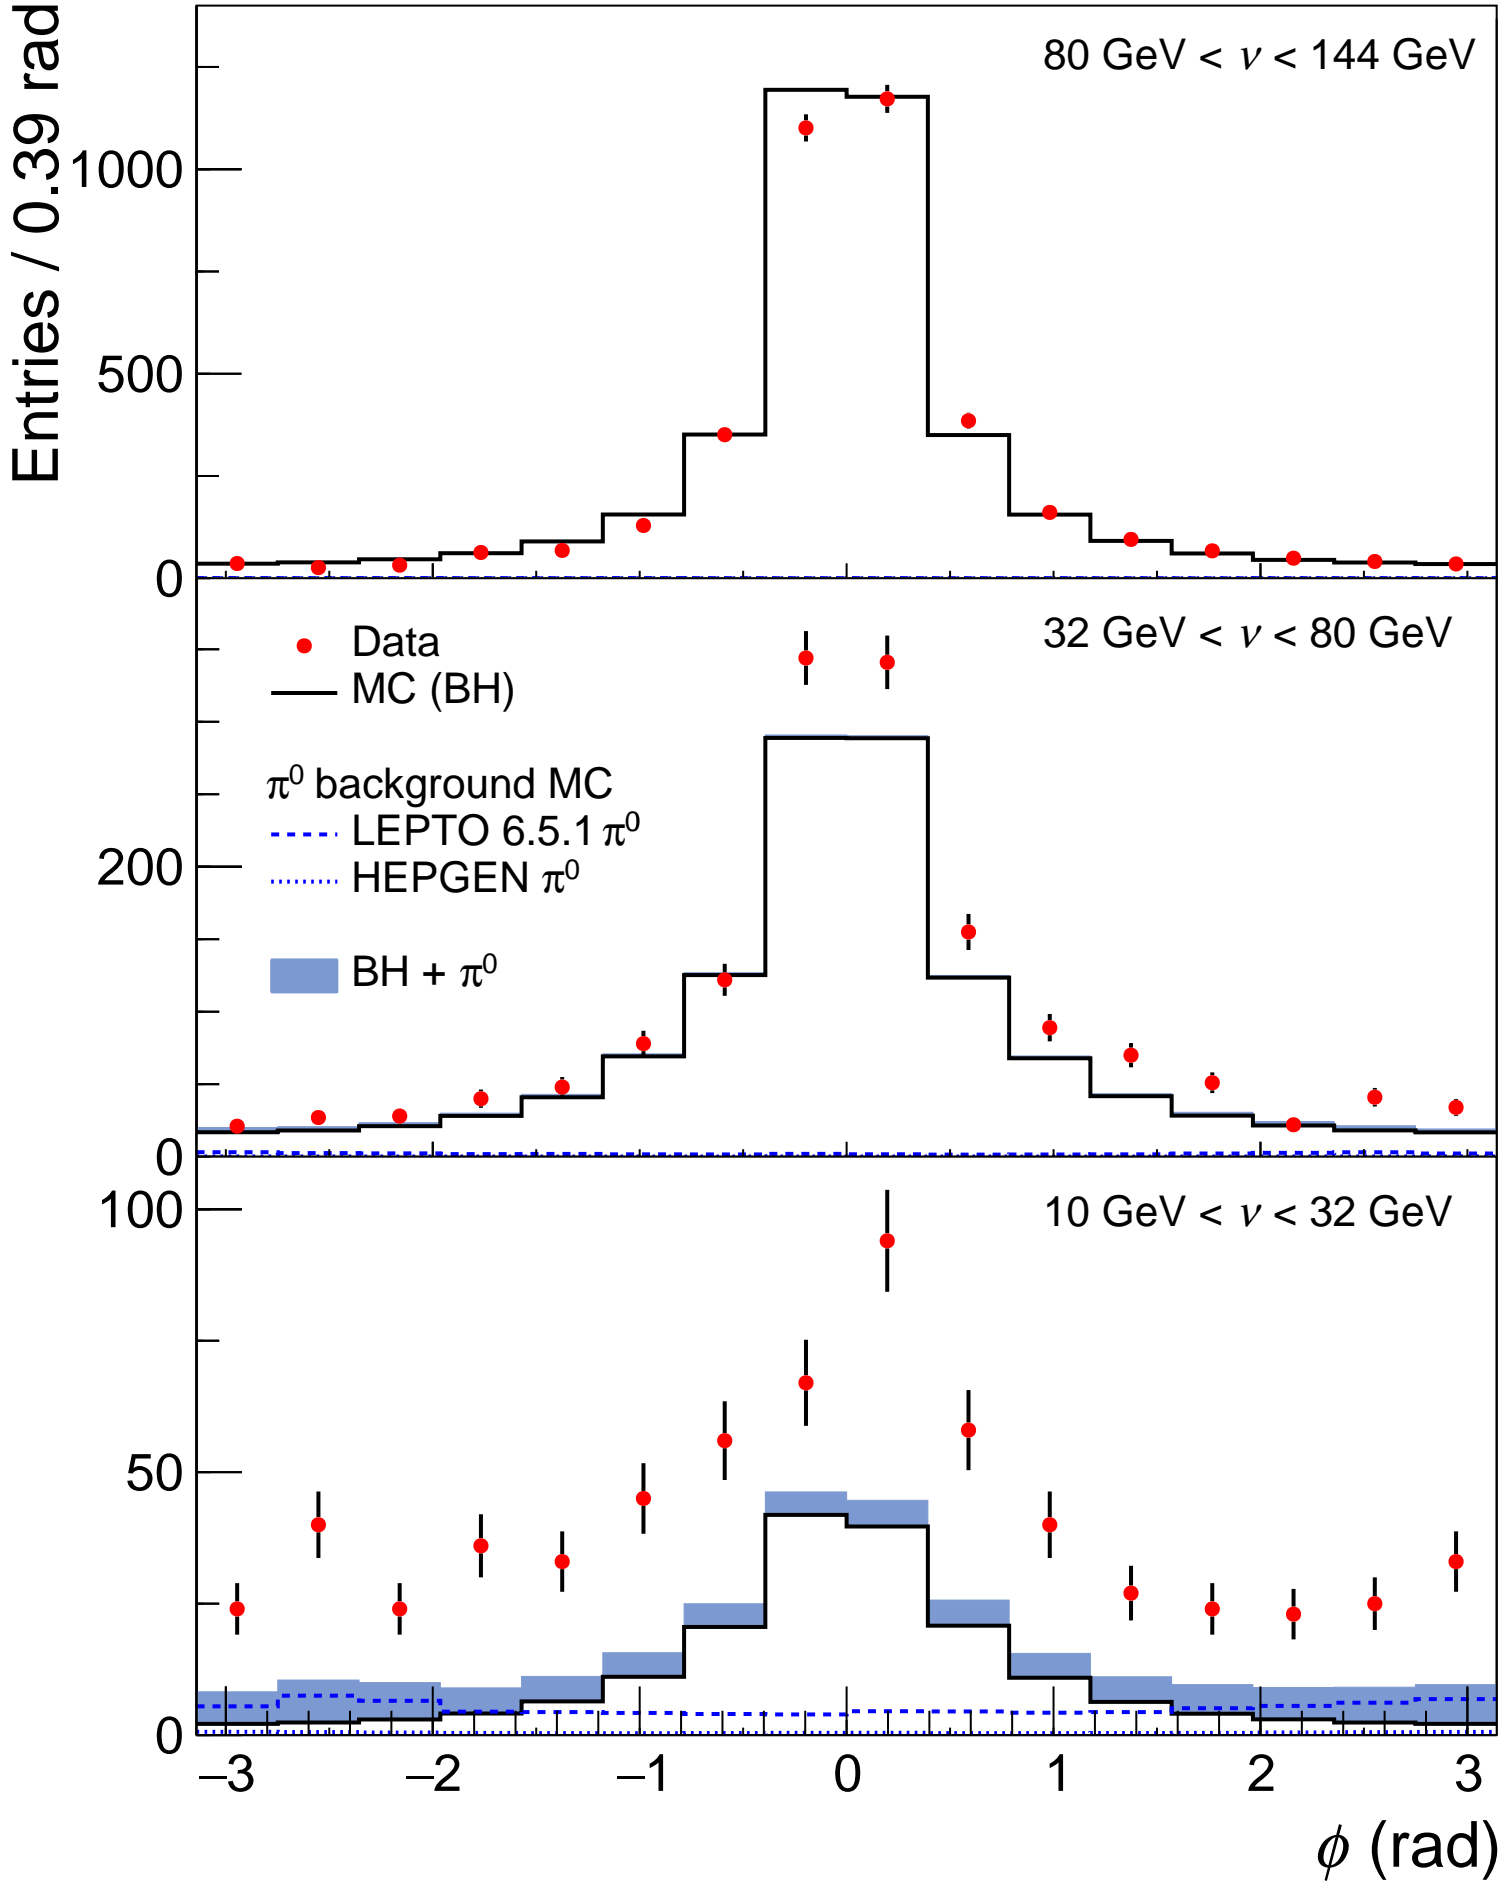 Entries / 0.39 rad
80 GeV < ν < 144 GeV
1000
500
0
32 GeV < ν < 80 GeV
Data
MC (BH)
π⁰ background MC
LEPTO 6.5.1 π⁰
HEPGEN π⁰
BH + π⁰
200
0
10 GeV < ν < 32 GeV
100
50
0
−3 −2 −1 0 1 2 3
ϕ (rad)